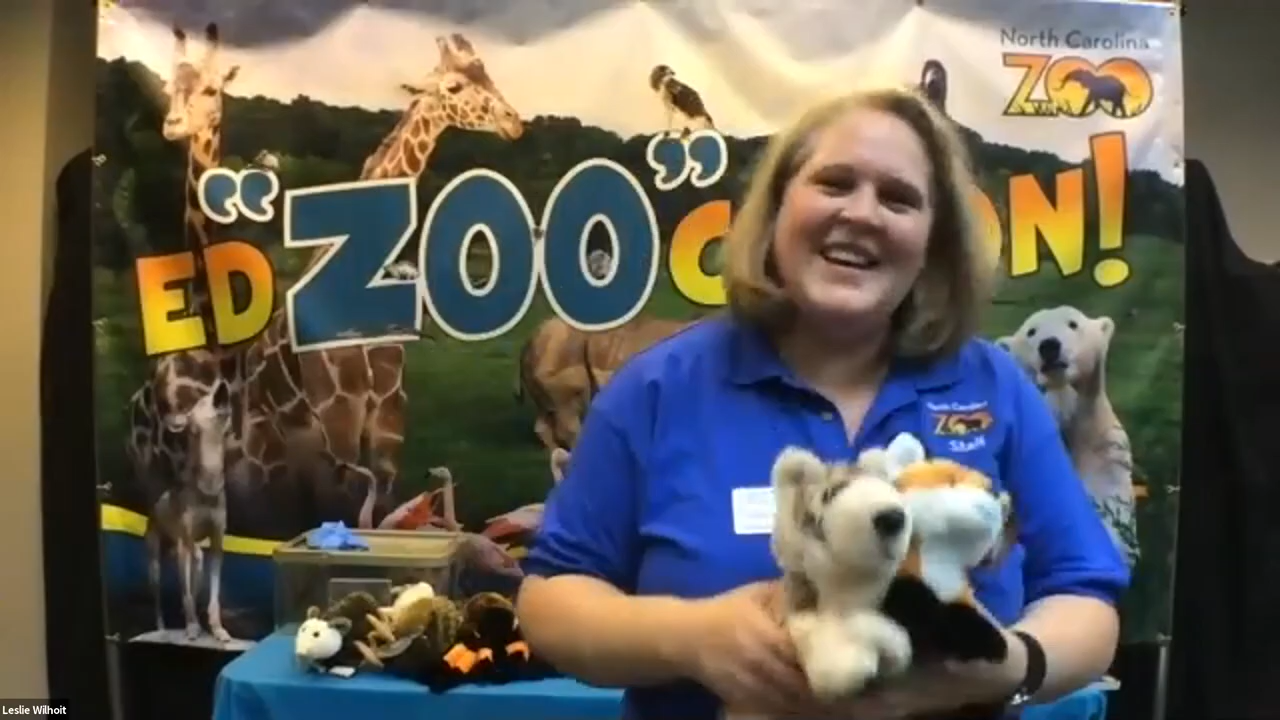 North Carolina
ZOO
ED“ZOO”C ON!
North Carolina
ZOO
Staff
Leslie Wilhoit